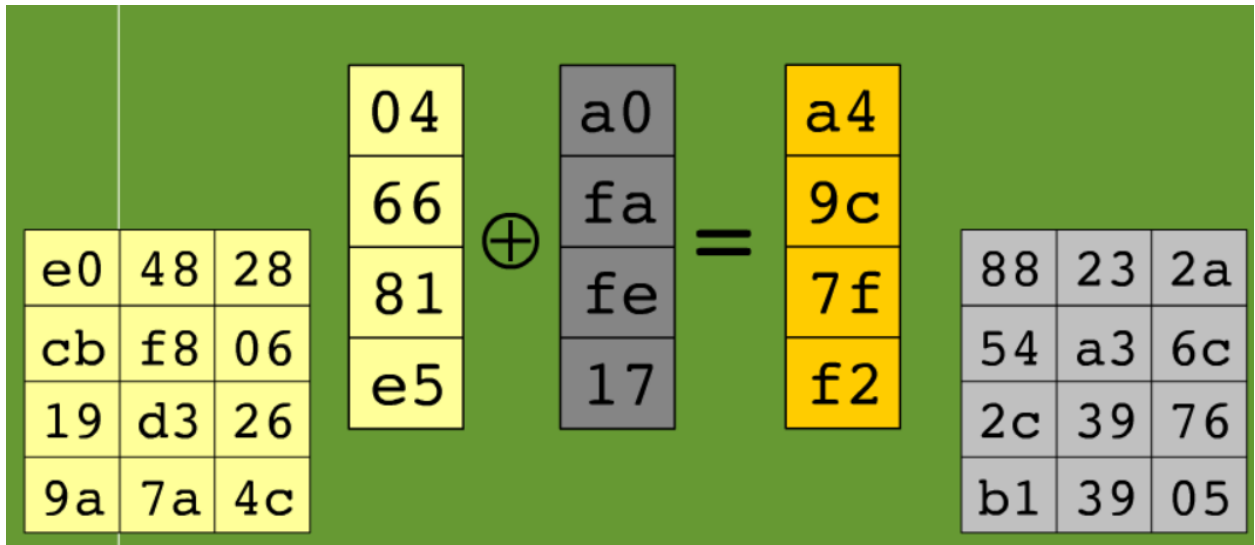 04 ⊕ a0 = a4
66 fa 9c
81 fe 7f
e5 17 f2
e0 48 28
cb f8 06
19 d3 26
9a 7a 4c
88 23 2a
54 a3 6c
2c 39 76
b1 39 05